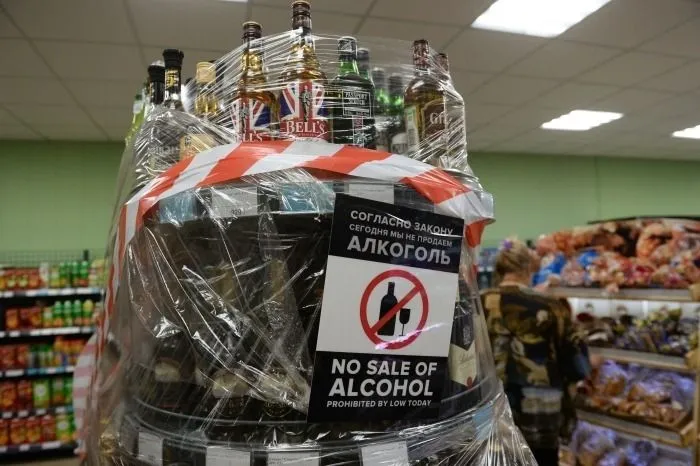 BELL'S
СОГЛАСНО ЗАКОНУ
СЕГОДНЯ МЫ НЕ ПРОДАЕМ
АЛКОГОЛЬ
NO SALE OF
ALCOHOL
PROHIBITED BY LOW TODAY